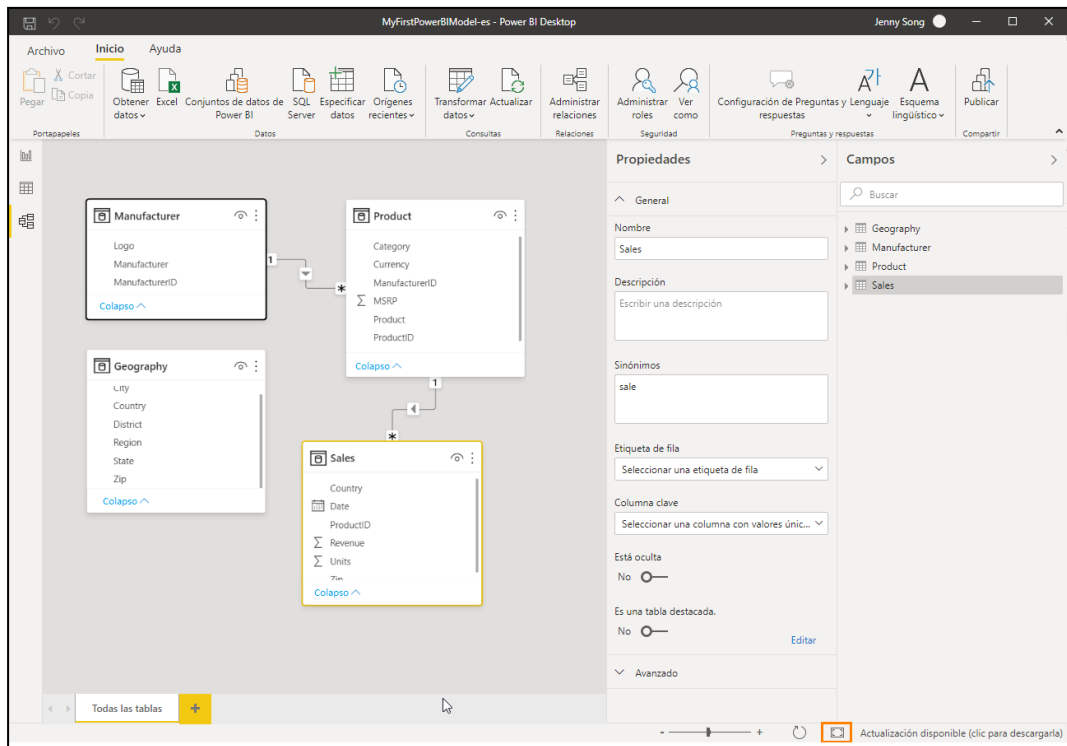 MyFirstPowerBIModel-es - Power BI Desktop
Jenny Song
Archivo
Inicio
Ayuda
Pegar
Cortar
Copia
Obtener datos
Excel
Conjuntos de datos de Power BI
SQL Server
Especificar datos
Orígenes recientes
Transformar datos
Actualizar
Administrar relaciones
Administrar roles
Ver como
Configuración de Preguntas y respuestas
Lenguaje
Esquema lingüístico
Publicar
Portapapeles
Datos
Consultas
Relaciones
Seguridad
Preguntas y respuestas
Compartir
Manufacturer
Logo
Manufacturer
ManufacturerID
Colapso
1
*
Product
Category
Currency
ManufacturerID
Σ MSRP
Product
ProductID
Colapso
1
*
Geography
City
Country
District
Region
State
Zip
Colapso
Sales
Country
Date
ProductID
Σ Revenue
Σ Units
Zip
Colapso
Todas las tablas
+
Propiedades
General
Nombre
Sales
Descripción
Escribir una descripción
Sinónimos
sale
Etiqueta de fila
Seleccionar una etiqueta de fila
Columna clave
Seleccionar una columna con valores únic...
Está oculta
No
Es una tabla destacada.
No
Editar
Avanzado
Campos
Buscar
Geography
Manufacturer
Product
Sales
- +
Actualización disponible (clic para descargarla)